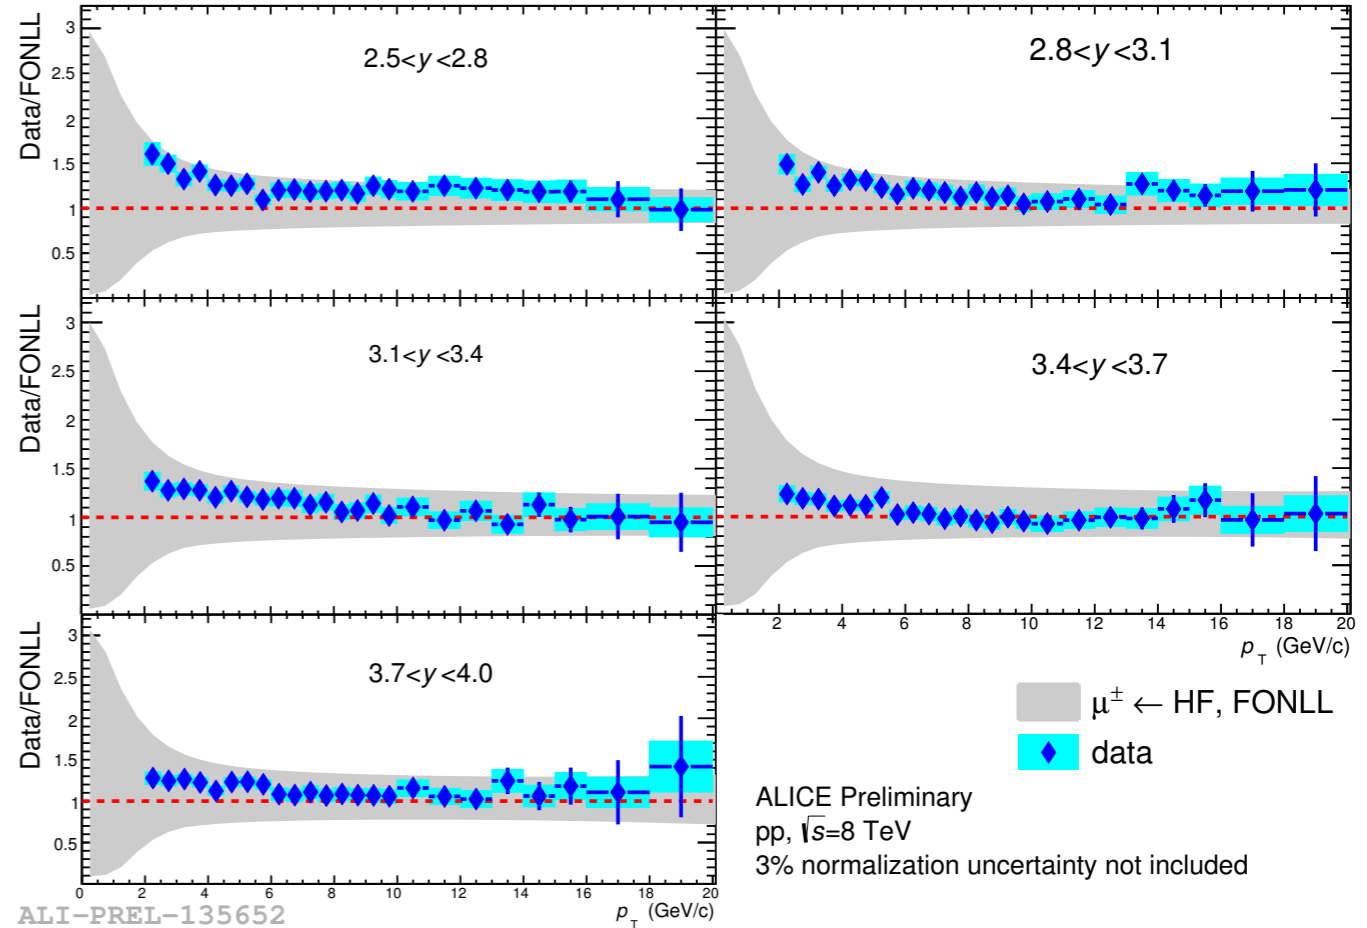 Data/FONLL
3
2.5
2
1.5
1
0.5
2.5<y<2.8
2.8<y<3.1
Data/FONLL
3
2.5
2
1.5
1
0.5
3.1<y<3.4
3.4<y<3.7
2 4 6 8 10 12 14 16 18 20
p_T (GeV/c)
Data/FONLL
3
2.5
2
1.5
1
0.5
3.7<y<4.0
0 2 4 6 8 10 12 14 16 18 20
p_T (GeV/c)
μ± ← HF, FONLL
data
ALICE Preliminary
pp, √s=8 TeV
3% normalization uncertainty not included
ALI-PREL-135652